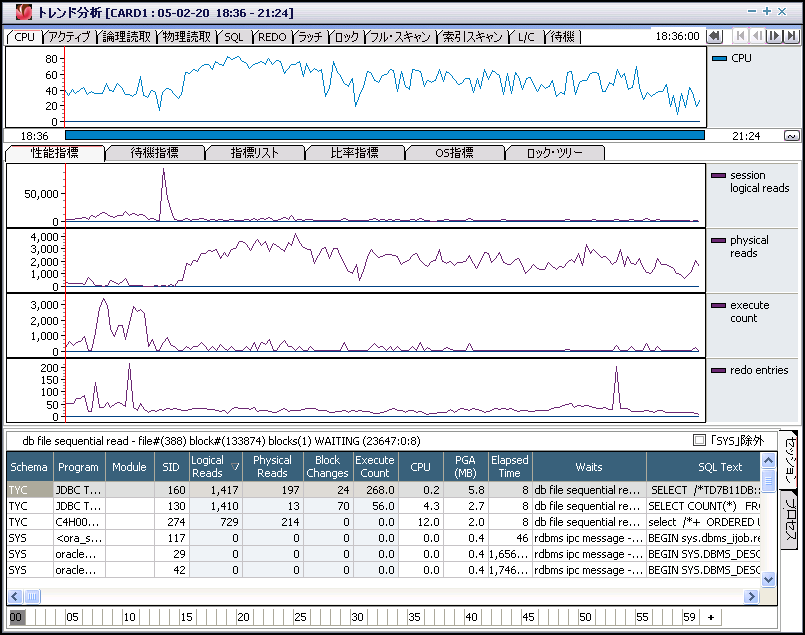 トレンド分析 [CARD1 : 05-02-20 18:36 - 21:24]
CPU アクティブ 論理読取 物理読取 SQL REDO ラッチ ロック フル・スキャン 索引スキャン L/C 待機 18:36:00
80
60
40
20
0
CPU
18:36 21:24
性能指標 待機指標 指標リスト 比率指標 OS指標 ロック・ツリー
50,000
0
session
logical reads
4,000
3,000
2,000
1,000
0
physical
reads
3,000
2,000
1,000
0
execute
count
200
150
100
50
0
redo entries
db file sequential read - file#(388) block#(133874) blocks(1) WAITING (23647:0:8) 「SYS」除外
セッション
プロセス
Schema Program Module SID Logical Reads Physical Reads Block Changes Execute Count CPU PGA (MB) Elapsed Time Waits SQL Text
TYC JDBC T... 160 1,417 197 24 268.0 0.2 5.8 8 db file sequential re... SELECT /*TD7B11DB:
TYC JDBC T... 130 1,410 13 70 56.0 4.3 2.7 8 db file sequential re... SELECT COUNT(*) FR
TYC C4H00... 274 729 214 0 0.0 12.0 2.0 8 db file sequential re... select /*+ ORDERED
SYS <ora_s... 117 0 0 0 0.0 0.0 0.4 46 rdbms ipc message -... BEGIN sys.dbms_ijob.re
SYS oracle... 29 0 0 0 0.0 0.0 0.4 1,656... rdbms ipc message -... BEGIN SYS.DBMS_DESC
SYS oracle... 42 0 0 0 0.0 0.0 0.4 1,746... rdbms ipc message -... BEGIN SYS.DBMS_DESC
00 05 10 15 20 25 30 35 40 45 50 55 59 +